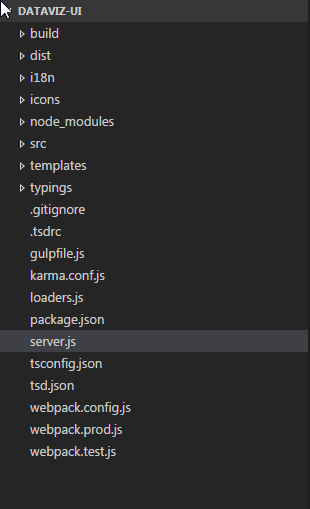 DATAVIZ-UI
build
dist
i18n
icons
node_modules
src
templates
typings
.gitignore
.tsdrc
gulpfile.js
karma.conf.js
loaders.js
package.json
server.js
tsconfig.json
tsd.json
webpack.config.js
webpack.prod.js
webpack.test.js